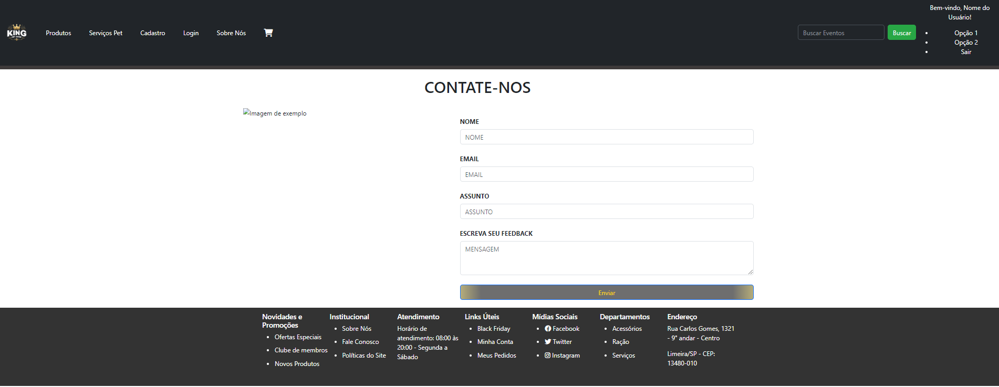 Bem-vindo, Nome do
Usuário!
KING
PET SHOP
Produtos
Serviços Pet
Cadastro
Login
Sobre Nós
Buscar Eventos
Buscar
Opção 1
Opção 2
Sair
CONTATE-NOS
Imagem de exemplo
NOME
NOME
EMAIL
EMAIL
ASSUNTO
ASSUNTO
ESCREVA SEU FEEDBACK
MENSAGEM
Enviar
Novidades e
Promoções
Ofertas Especiais
Clube de membros
Novos Produtos
Institucional
Sobre Nós
Fale Conosco
Políticas do Site
Atendimento
Horário de
atendimento: 08:00 às
20:00 - Segunda a
Sábado
Links Úteis
Black Friday
Minha Conta
Meus Pedidos
Mídias Sociais
Facebook
Twitter
Instagram
Departamentos
Acessórios
Ração
Serviços
Endereço
Rua Carlos Gomes, 1321
- 9° andar - Centro
Limeira/SP - CEP:
13480-010